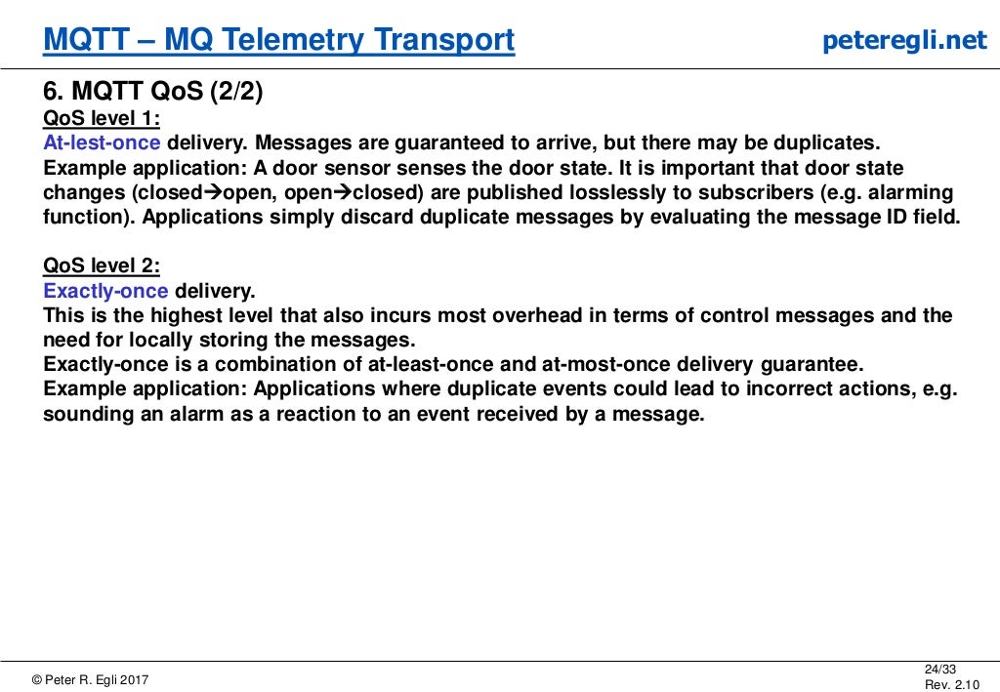 MQTT – MQ Telemetry Transport
peteregli.net
6. MQTT QoS (2/2)
QoS level 1:
At-lest-once delivery. Messages are guaranteed to arrive, but there may be duplicates.
Example application: A door sensor senses the door state. It is important that door state
changes (closed→open, open→closed) are published losslessly to subscribers (e.g. alarming
function). Applications simply discard duplicate messages by evaluating the message ID field.
QoS level 2:
Exactly-once delivery.
This is the highest level that also incurs most overhead in terms of control messages and the
need for locally storing the messages.
Exactly-once is a combination of at-least-once and at-most-once delivery guarantee.
Example application: Applications where duplicate events could lead to incorrect actions, e.g.
sounding an alarm as a reaction to an event received by a message.
© Peter R. Egli 2017
24/33
Rev. 2.10